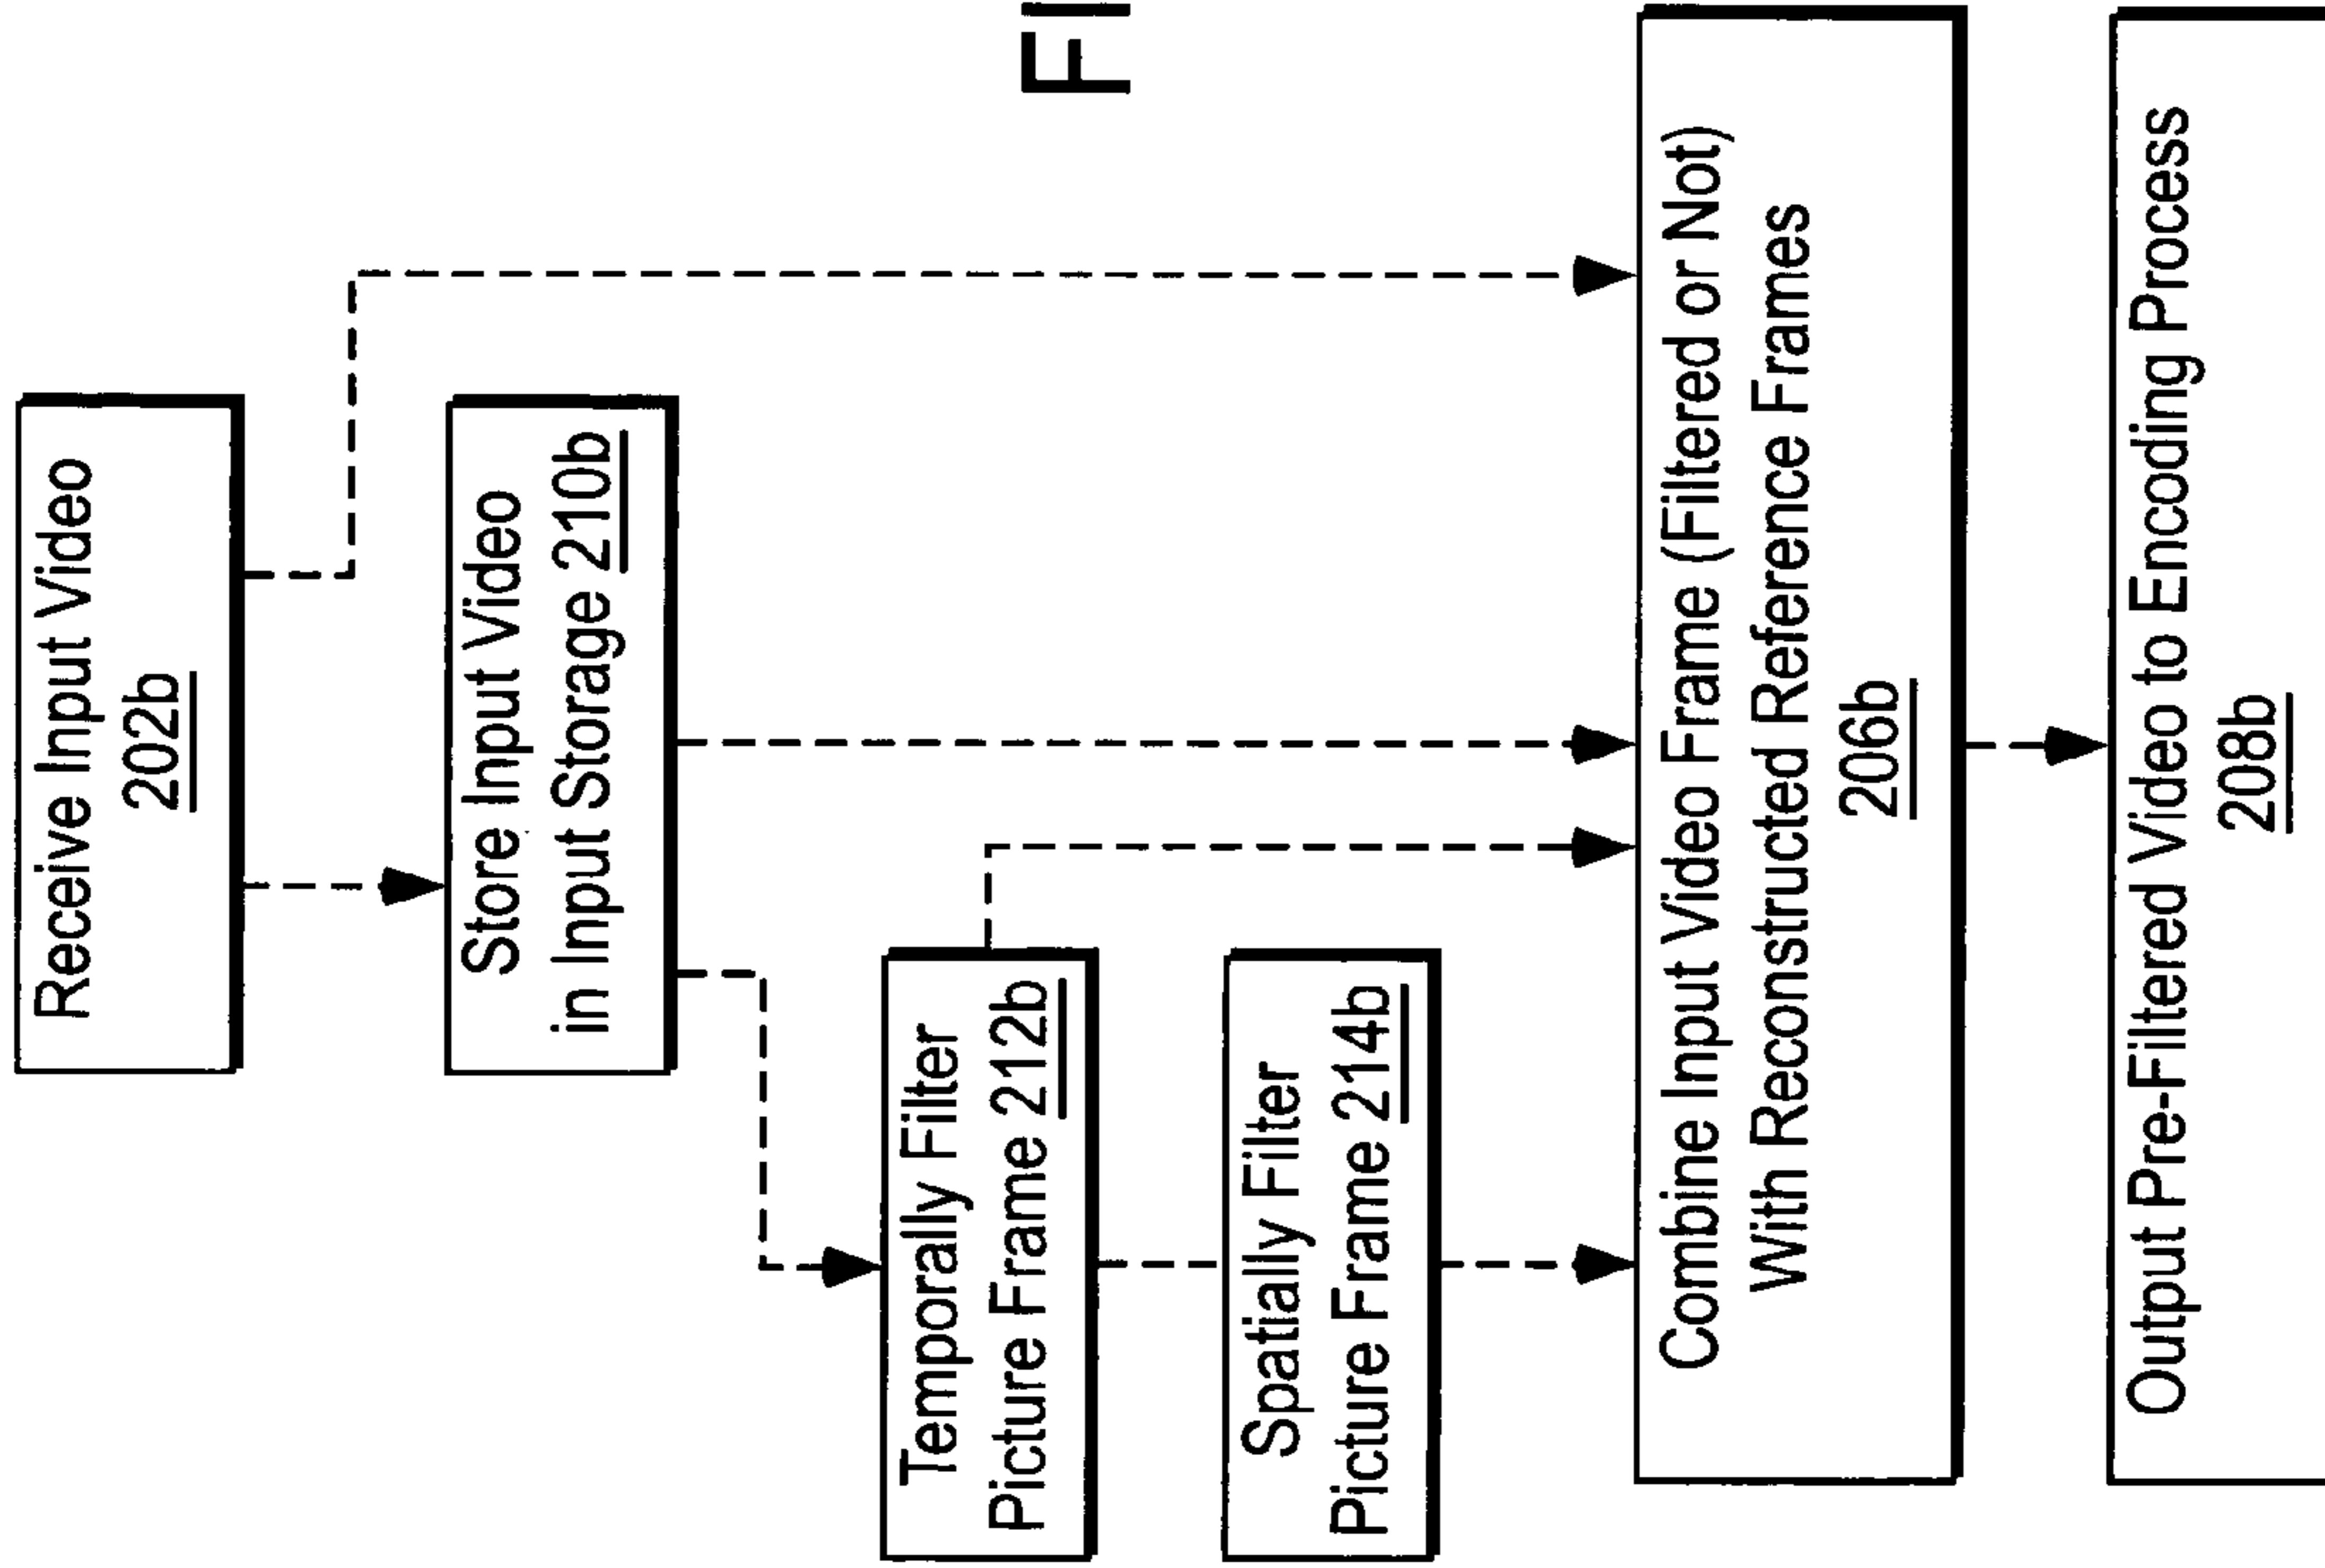 Receive Input Video
202b
Store Input Video
in Input Storage 210b
Temporally Filter
Picture Frame 212b
Spatially Filter
Picture Frame 214b
Combine Input Video Frame (Filtered or Not)
With Reconstructed Reference Frames
206b
Output Pre-Filtered Video to Encoding Process
208b
FI